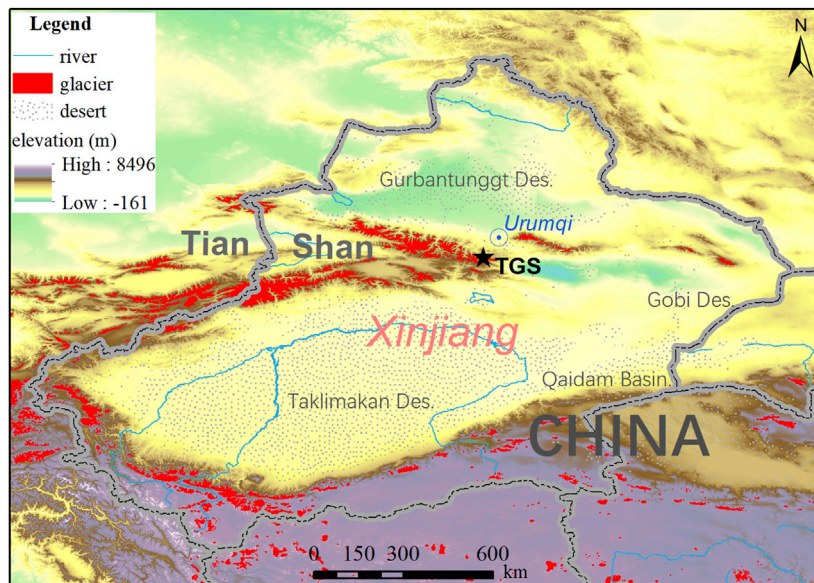 Legend
river
glacier
desert
elevation (m)
High : 8496
Low : -161
N
Gurbantunggt Des.
Urumqi
Tian Shan
TGS
Gobi Des.
Xinjiang
Qaidam Basin.
Taklimakan Des.
CHINA
0 150 300 600
km